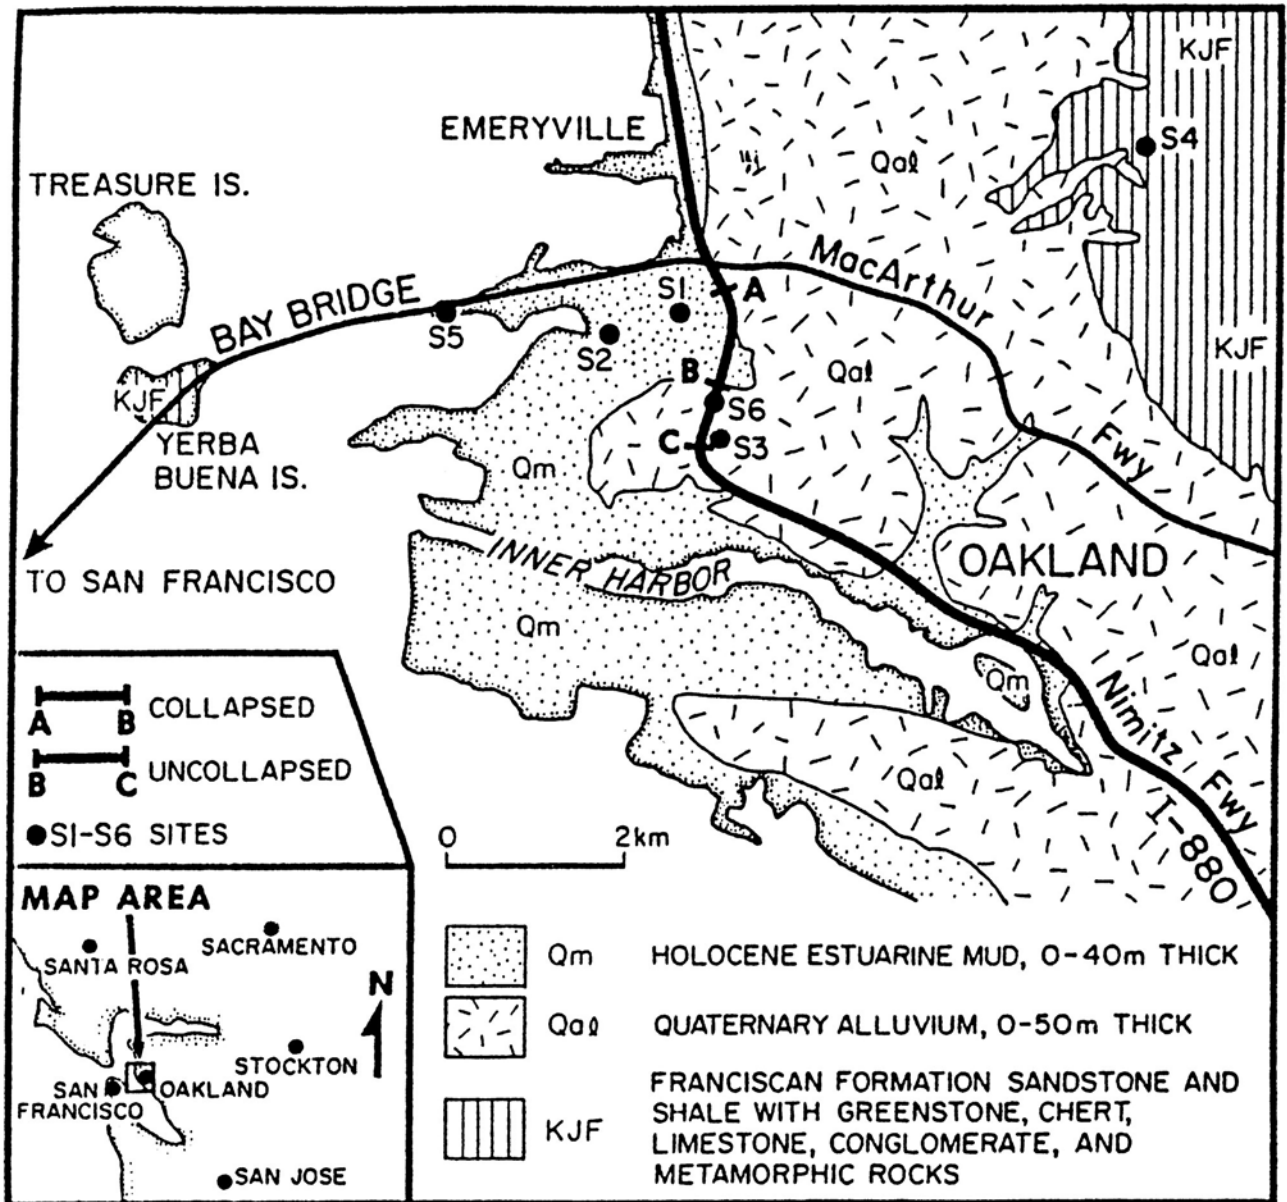 KJF
EMERYVILLE
S4
Qal
TREASURE IS.
MacArthur
S1
A
BAY BRIDGE
S5
S2
KJF
B
Qal
KJF
S6
YERBA
BUENA IS.
C
S3
Fwy
Qm
INNER HARBOR
OAKLAND
TO SAN FRANCISCO
Qm
Qal
Qm
Nimitz Fwy
I-880
Qal
A B COLLAPSED
B C UNCOLLAPSED
S1-S6 SITES
0 2km
MAP AREA
SACRAMENTO
SANTA ROSA
N
STOCKTON
SAN
FRANCISCO
OAKLAND
SAN JOSE
Qm HOLOCENE ESTUARINE MUD, 0-40m THICK
Qal QUATERNARY ALLUVIUM, 0-50m THICK
KJF FRANCISCAN FORMATION SANDSTONE AND
SHALE WITH GREENSTONE, CHERT,
LIMESTONE, CONGLOMERATE, AND
METAMORPHIC ROCKS